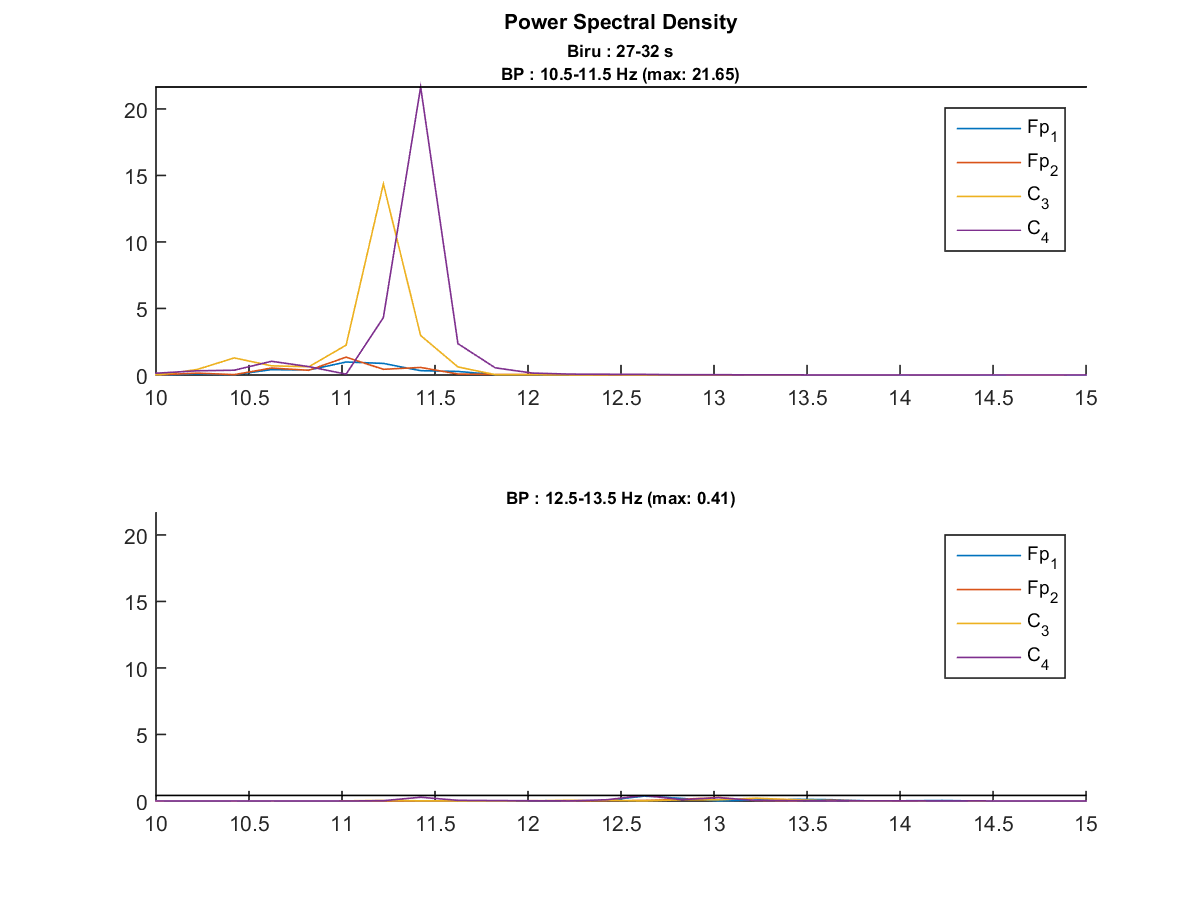 Power Spectral Density
Biru : 27-32 s
BP : 10.5-11.5 Hz (max: 21.65)
20
15
10
5
0
Fp1
Fp2
C3
C4
10 10.5 11 11.5 12 12.5 13 13.5 14 14.5 15
BP : 12.5-13.5 Hz (max: 0.41)
20
15
10
5
0
Fp1
Fp2
C3
C4
10 10.5 11 11.5 12 12.5 13 13.5 14 14.5 15